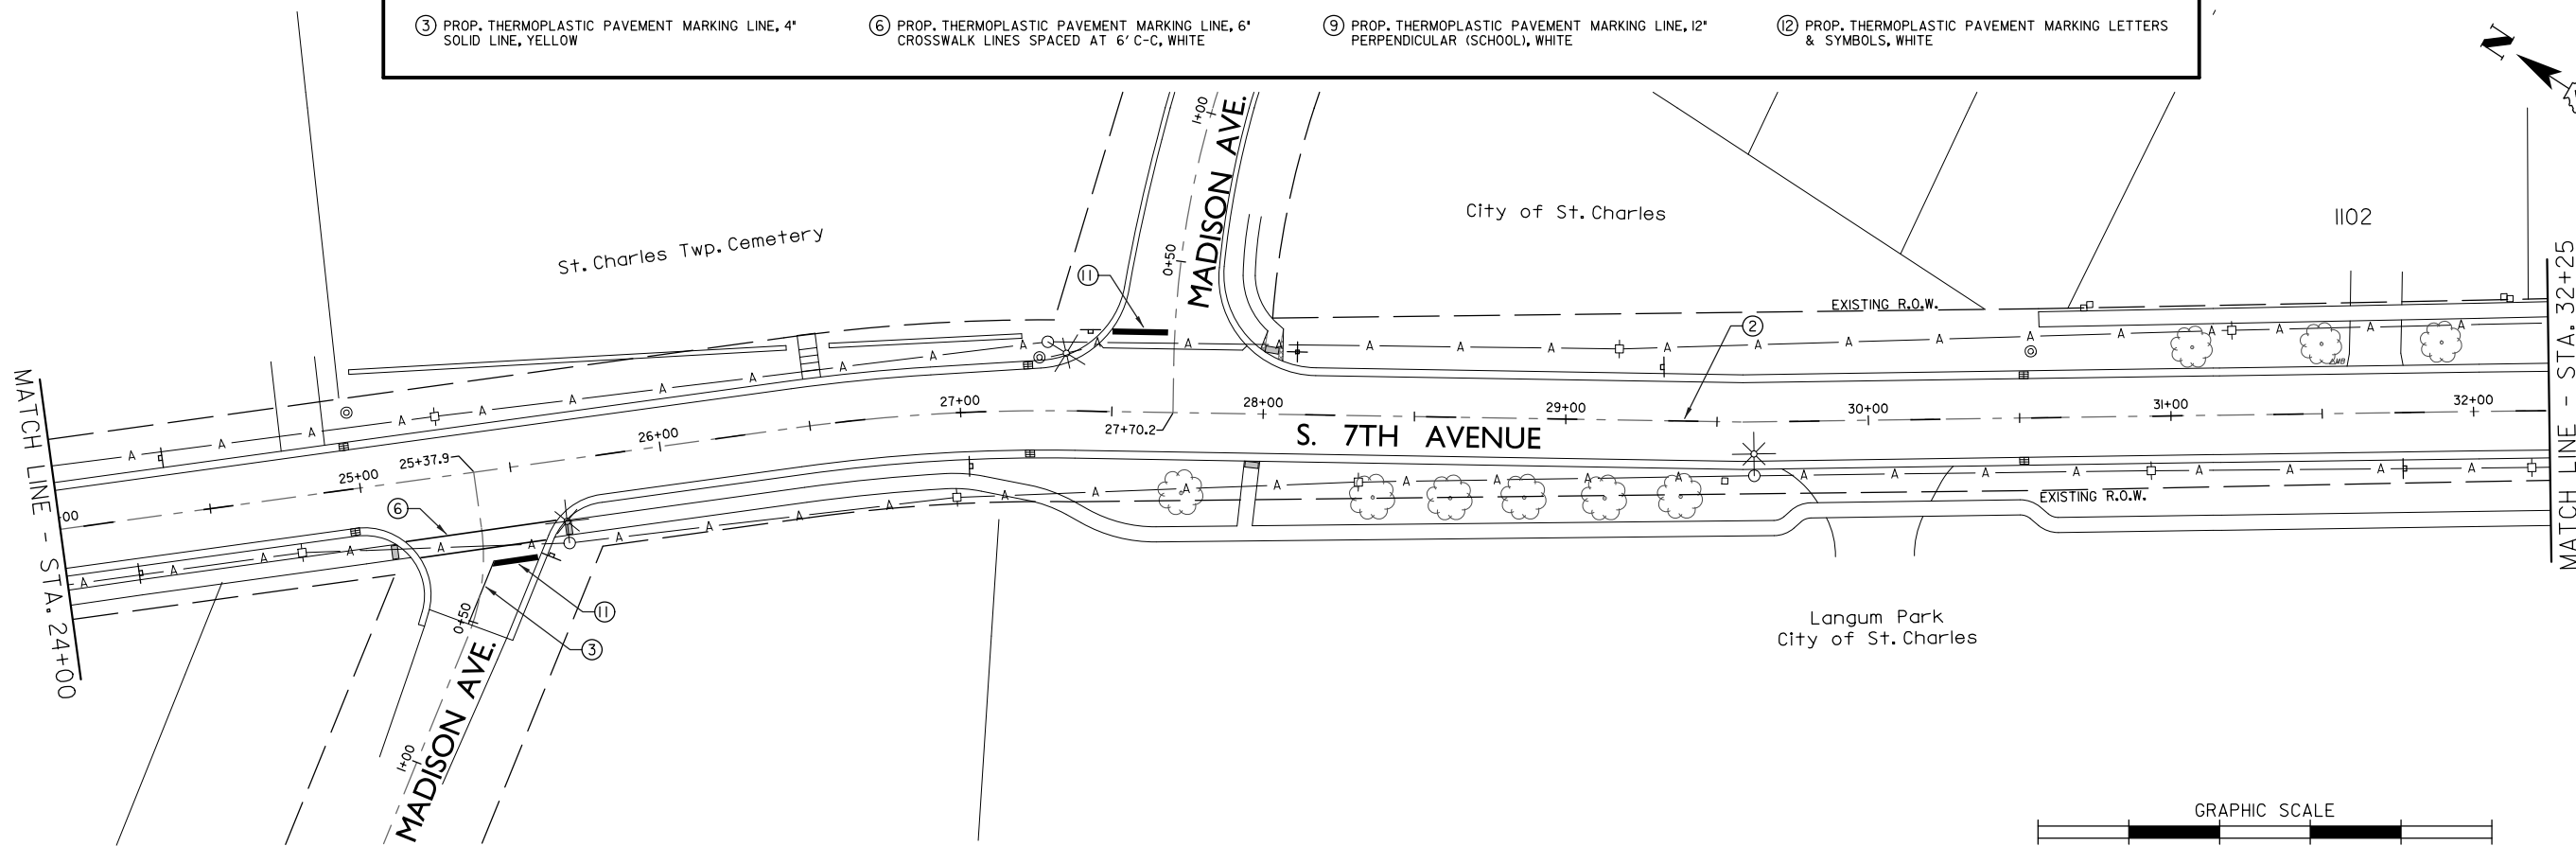 ③ PROP. THERMOPLASTIC PAVEMENT MARKING LINE, 4"
SOLID LINE, YELLOW
⑥ PROP. THERMOPLASTIC PAVEMENT MARKING LINE, 6"
CROSSWALK LINES SPACED AT 6' C-C, WHITE
⑨ PROP. THERMOPLASTIC PAVEMENT MARKING LINE, 12"
PERPENDICULAR (SCHOOL), WHITE
⑫ PROP. THERMOPLASTIC PAVEMENT MARKING LETTERS
& SYMBOLS, WHITE
N
1+00
MADISON AVE.
0+50
St. Charles Twp. Cemetery
City of St. Charles
1102
⑪
EXISTING R.O.W.
②
MATCH LINE - STA. 24+00
MATCH LINE - STA. 32+25
00
25+00
25+37.9
26+00
27+00
27+70.2
28+00
29+00
30+00
31+00
32+00
S. 7TH AVENUE
A A A A A A A A A A A A A A A A A A A A A A A A A A
⑥
A A A A A A A A A A A A A A A A A A A A A A A A A A A
EXISTING R.O.W.
⑪
③
0+50
1+00
MADISON AVE.
Langum Park
City of St. Charles
GRAPHIC SCALE